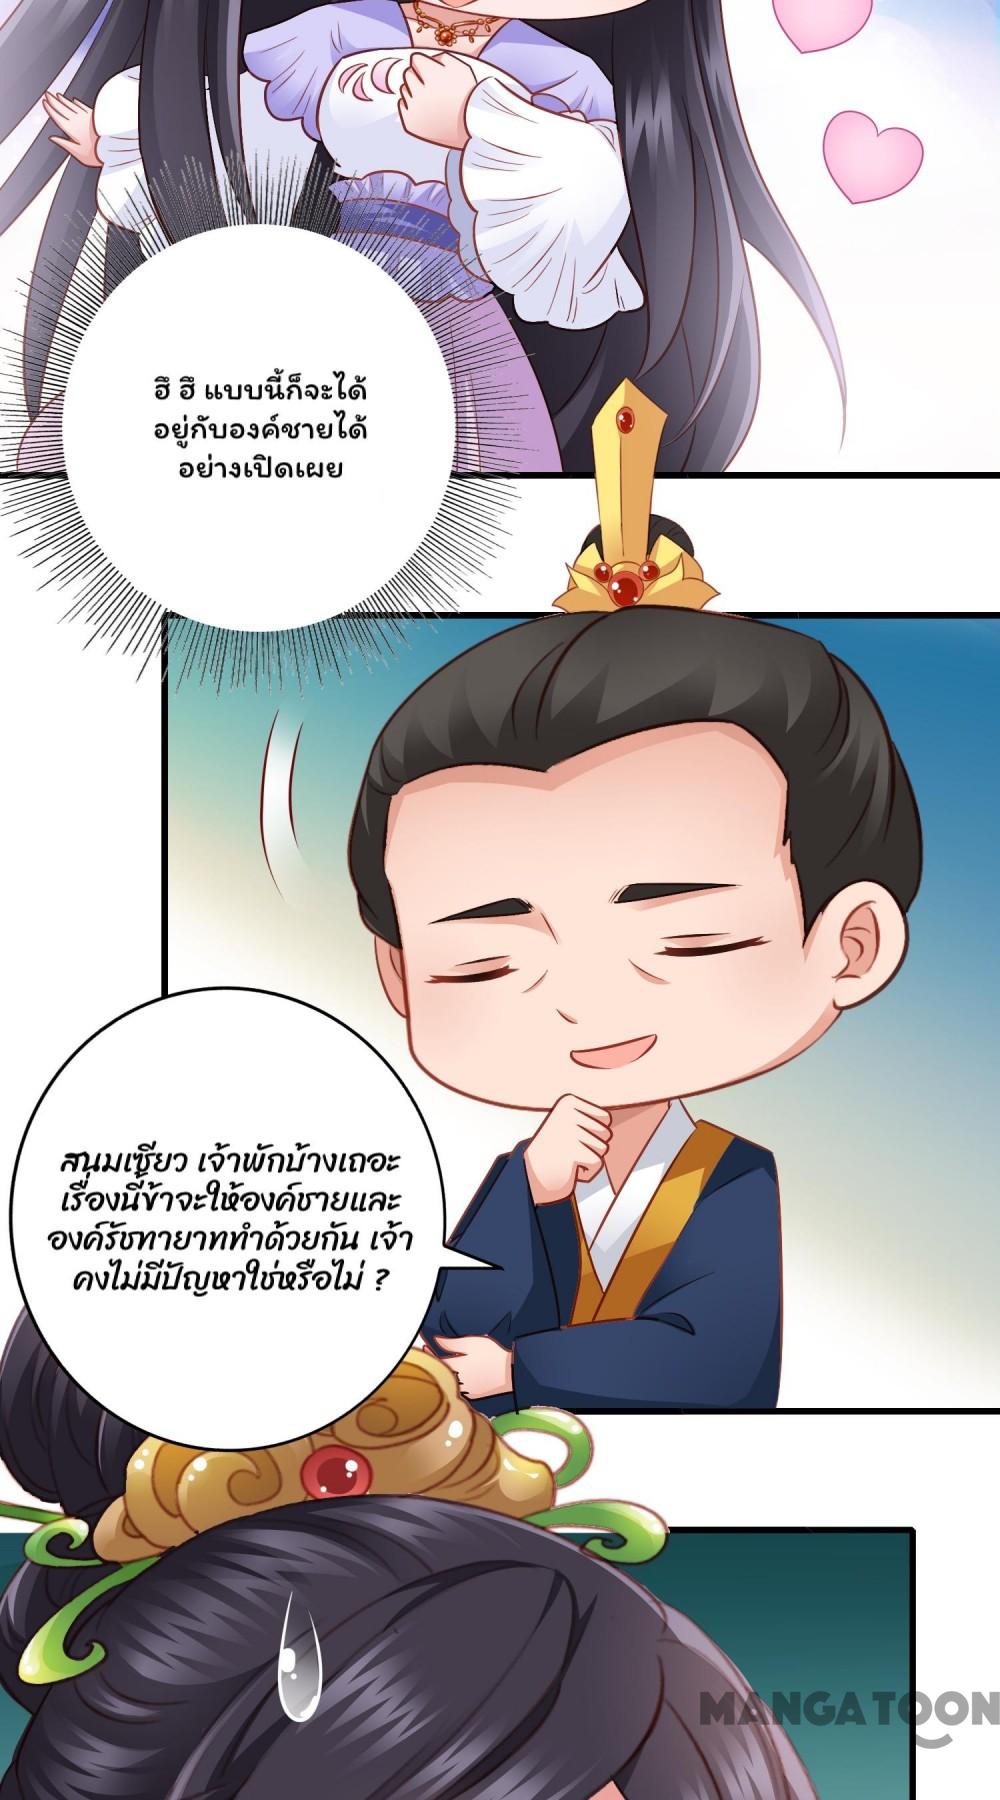 ฮึ ฮึ แบบนี้ก็จะได้
อยู่กับองค์ชายได้
อย่างเปิดเผย
สนมเซียว เจ้าพักบ้างเถอะ
เรื่องนี้ข้าจะให้องค์ชายและ
องค์รัชทายาททำด้วยกัน เจ้า
คงไม่มีปัญหาใช่หรือไม่ ?
MANGATOON